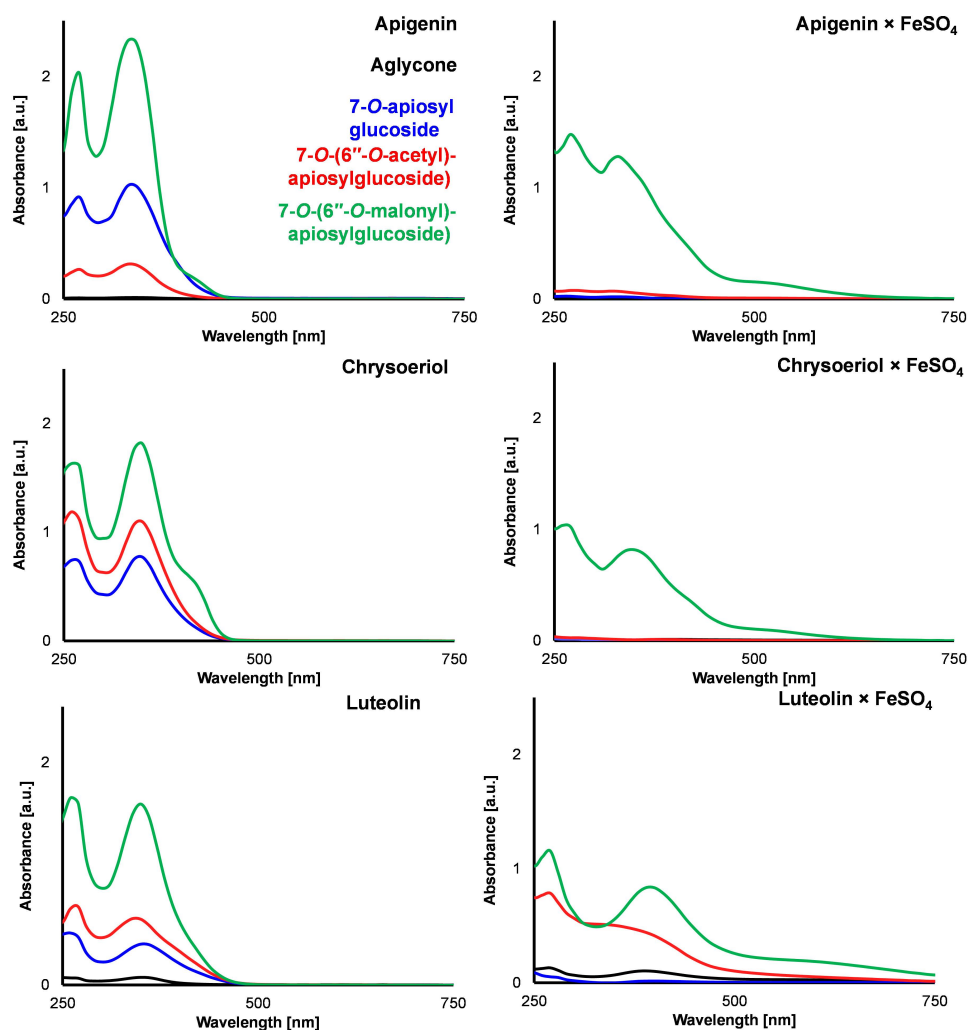 Apigenin
Aglycone
7-O-apiosyl
glucoside
7-O-(6″-O-acetyl)-
apiosylglucoside)
7-O-(6″-O-malonyl)-
apiosylglucoside)
Absorbance [a.u.]
2
1
0
250
500
750
Wavelength [nm]
Apigenin × FeSO₄
Absorbance [a.u.]
2
1
0
250
500
750
Wavelength [nm]
Chrysoeriol
Absorbance [a.u.]
2
1
0
250
500
750
Wavelength [nm]
Chrysoeriol × FeSO₄
Absorbance [a.u.]
2
1
0
250
500
750
Wavelength [nm]
Luteolin
Absorbance [a.u.]
2
1
0
250
500
750
Wavelength [nm]
Luteolin × FeSO₄
Absorbance [a.u.]
2
1
0
250
500
750
Wavelength [nm]